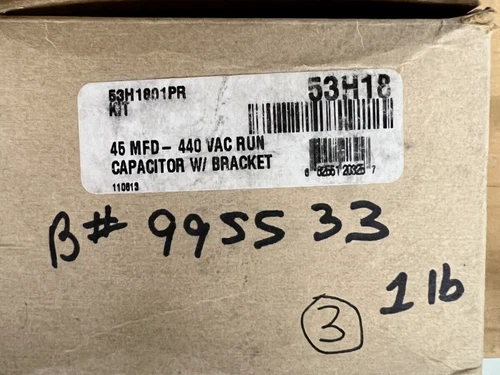 53H1801PR
KIT
53H18
45 MFD- 440 VAC RUN
CAPACITOR W/ BRACKET
110613
B# 995533
1 lb
3